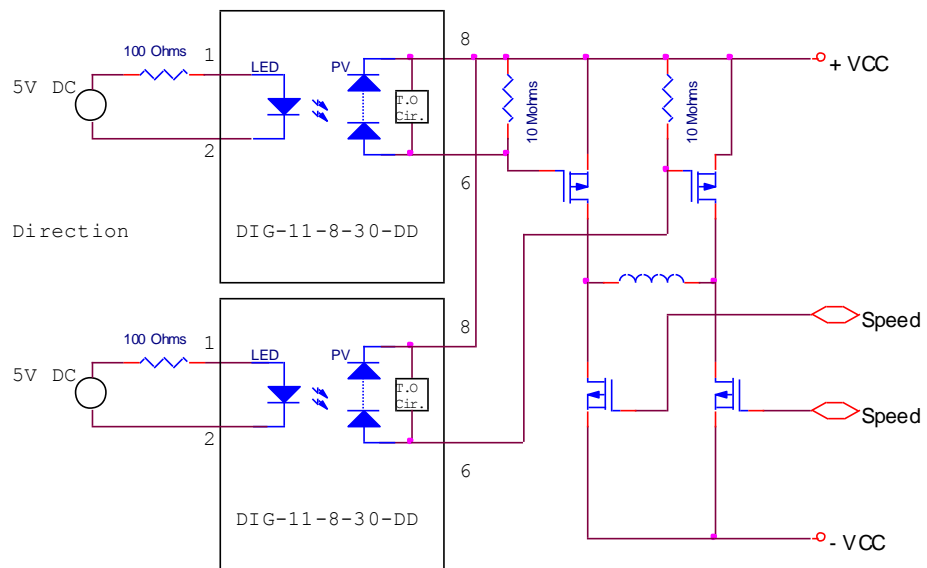 100 Ohms
1
LED
PV
5V DC
T.O
Cir.
2
8
10 Mohms
10 Mohms
+ VCC
6
Direction
DIG-11-8-30-DD
100 Ohms
1
LED
PV
5V DC
T.O
Cir.
2
8
6
DIG-11-8-30-DD
Speed
Speed
- VCC